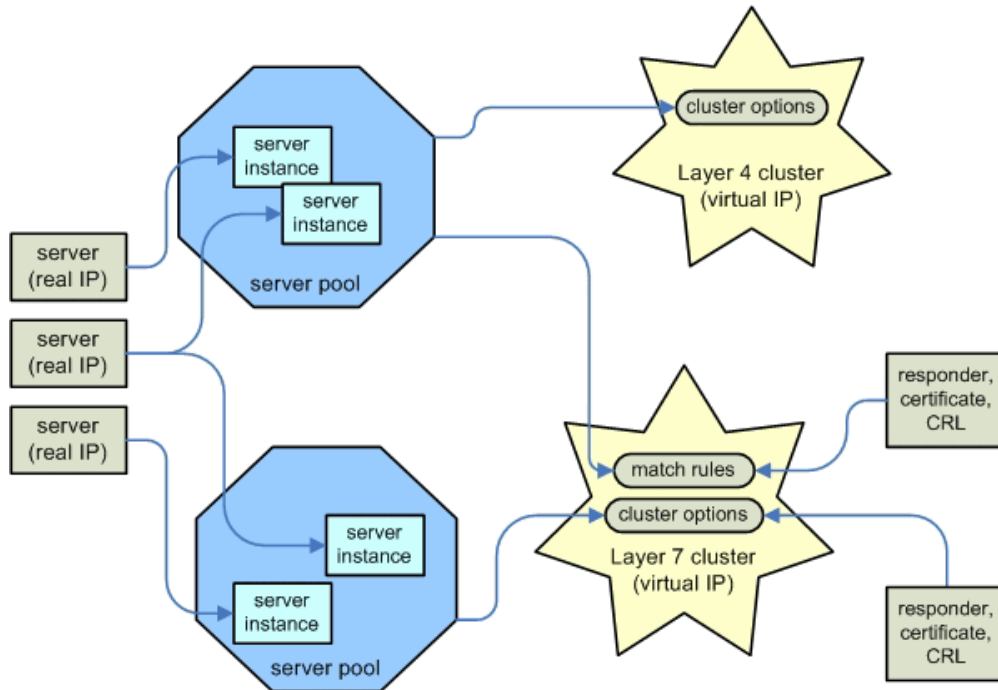 cluster options
Layer 4 cluster
(virtual IP)
server
instance
server
instance
server pool
server
(real IP)
server
(real IP)
server
(real IP)
responder,
certificate,
CRL
match rules
cluster options
Layer 7 cluster
(virtual IP)
server
instance
server
instance
server pool
responder,
certificate,
CRL